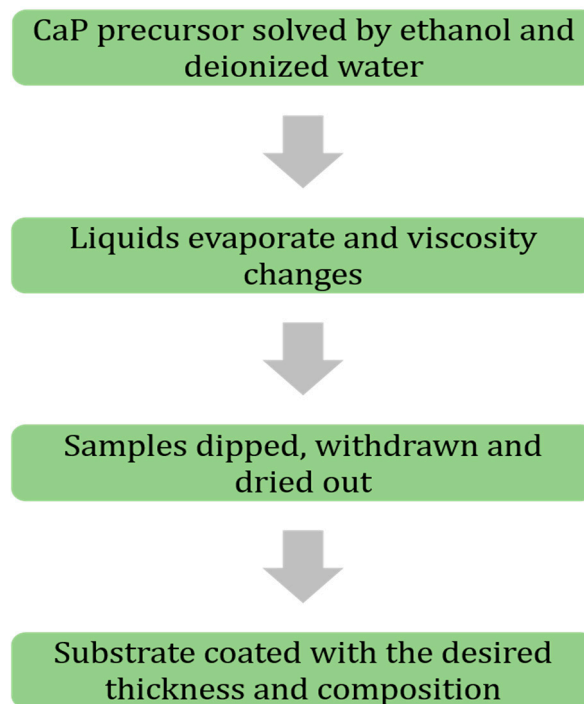 CaP precursor solved by ethanol and
deionized water
Liquids evaporate and viscosity
changes
Samples dipped, withdrawn and
dried out
Substrate coated with the desired
thickness and composition